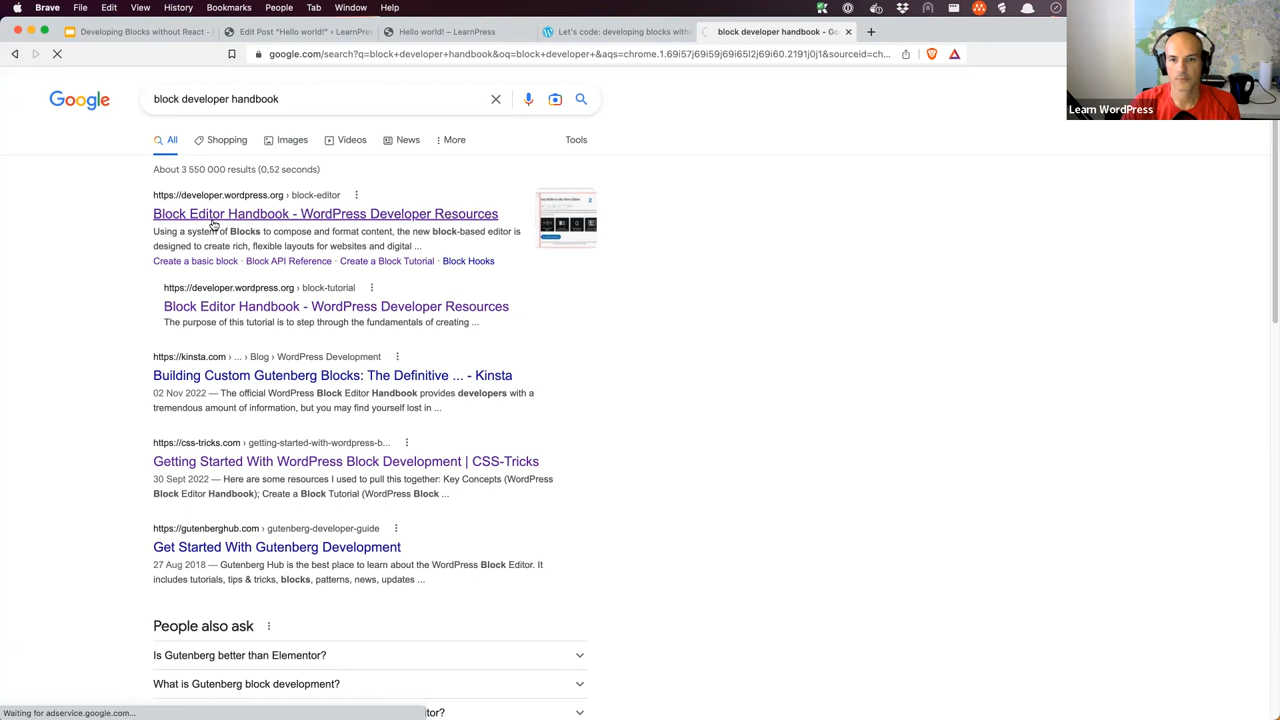 Brave File Edit View History Bookmarks People Tab Window Help
Developing Blocks without React -
Edit Post “Hello world!” ‹ LearnPress
Hello world! – LearnPress
Let's code: developing blocks with
block developer handbook - Go
google.com/search?q=block+developer+handbook&oq=block+developer+&aqs=chrome.1.69i57j69i59j69i65l2j69i60.2191j0j1&sourceid=ch...
Learn WordPress
Google
block developer handbook
All
Shopping
Images
Videos
News
More
Tools
About 3 550 000 results (0,52 seconds)
https://developer.wordpress.org › block-editor
Block Editor Handbook - WordPress Developer Resources
Using a system of Blocks to compose and format content, the new block-based editor is
designed to create rich, flexible layouts for websites and digital ...
Create a basic block · Block API Reference · Create a Block Tutorial · Block Hooks
https://developer.wordpress.org › block-tutorial
Block Editor Handbook - WordPress Developer Resources
The purpose of this tutorial is to step through the fundamentals of creating ...
https://kinsta.com › ... › Blog › WordPress Development
Building Custom Gutenberg Blocks: The Definitive ... - Kinsta
02 Nov 2022 — The official WordPress Block Editor Handbook provides developers with a
tremendous amount of information, but you may find yourself lost in ...
https://css-tricks.com › getting-started-with-wordpress-b...
Getting Started With WordPress Block Development | CSS-Tricks
30 Sept 2022 — Here are some resources I used to pull this together: Key Concepts (WordPress
Block Editor Handbook); Create a Block Tutorial (WordPress Block ...
https://gutenberghub.com › gutenberg-developer-guide
Get Started With Gutenberg Development
27 Aug 2018 — Gutenberg Hub is the best place to learn about the WordPress Block Editor. It
includes tutorials, tips & tricks, blocks, patterns, news, updates ...
People also ask
Is Gutenberg better than Elementor?
What is Gutenberg block development?
itor?
Waiting for adservice.google.com...